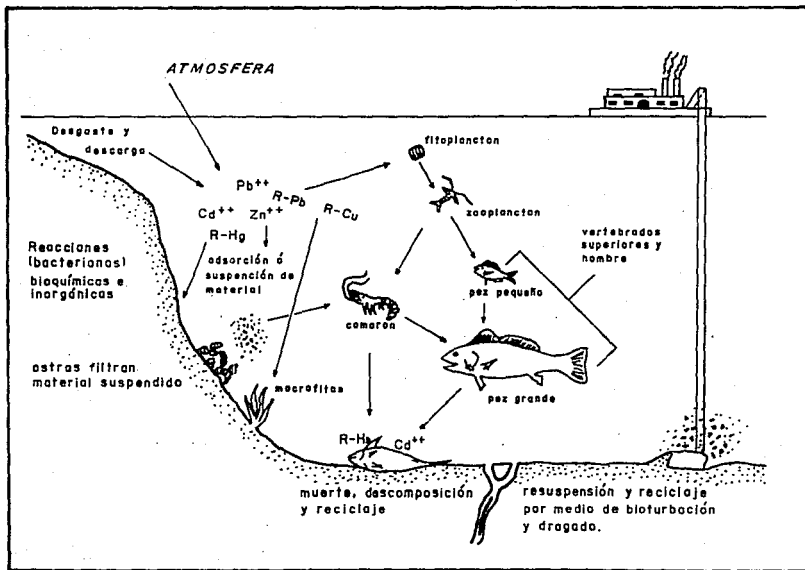 ATMOSFERA
Desgaste y
descarga
Pb++
R-Pb
Cd++
Zn++
R-Cu
R-Hg
adsorción ó
suspención de
material
Reacciones
(bacterianas)
bioquímicas e
inorgánicas
ostras filtran
material suspendido
macrofitas
fitoplancton
zooplancton
vertebrados
superiores y
hombre
pez pequeño
camarón
pez grande
Cd++
muerte, descomposición
y reciclaje
resuspensión y reciclaje
por medio de bioturbación
y dragado.